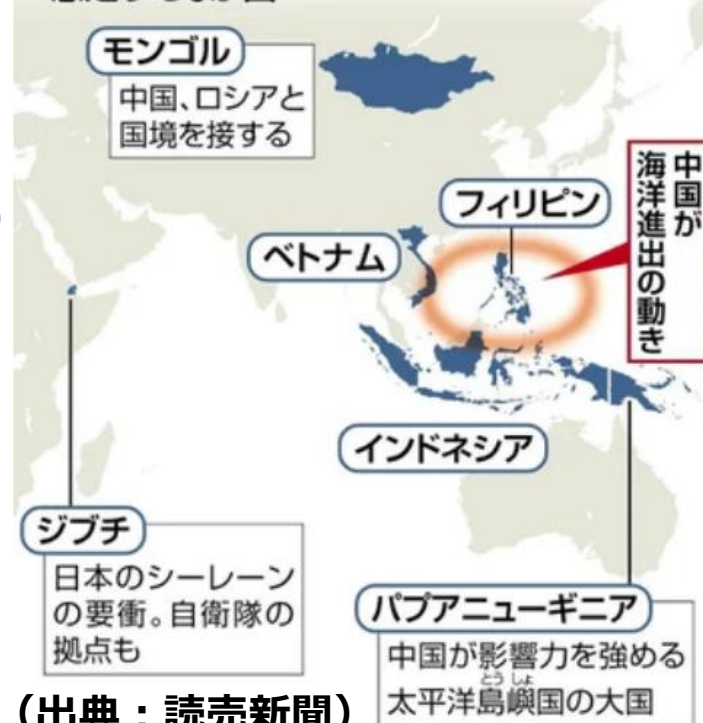 モンゴル
中国、ロシアと
国境を接する
中国が
海洋進出の動き
フィリピン
ベトナム
インドネシア
ジブチ
日本のシーレーン
の要衝。自衛隊の
拠点も
パプアニューギニア
中国が影響力を強める
とうしょ
太平洋島嶼国の大国
（出典：読売新聞）